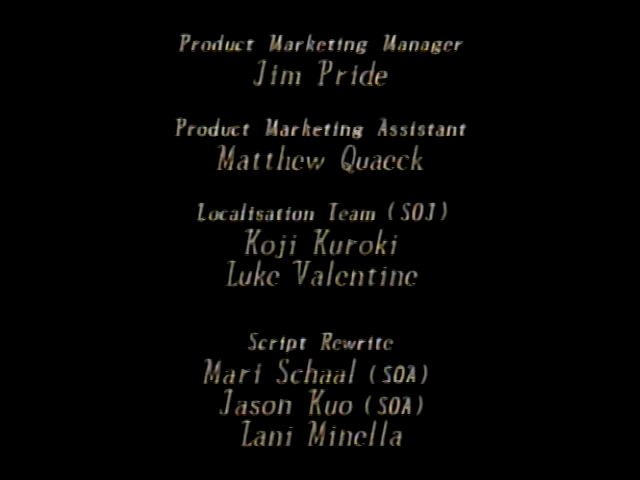 Product Marketing Manager
Jim Pride
Product Marketing Assistant
Matthew Quaeck
Localisation Team (SOJ)
Koji Kuroki
Luke Valentine
Script Rewrite
Mari Schaal (SOA)
Jason Kuo (SOA)
Lani Minella